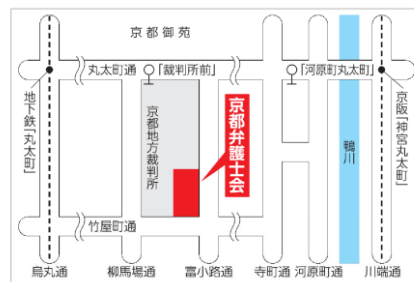 京都御苑
丸太町通
「裁判所前」
「河原町丸太町」
地下鉄「丸太町」
京都地方裁判所
京都弁護士会
鴨川
京阪「神宮丸太町」
竹屋町通
烏丸通
柳馬場通
富小路通
寺町通
河原町通
川端通